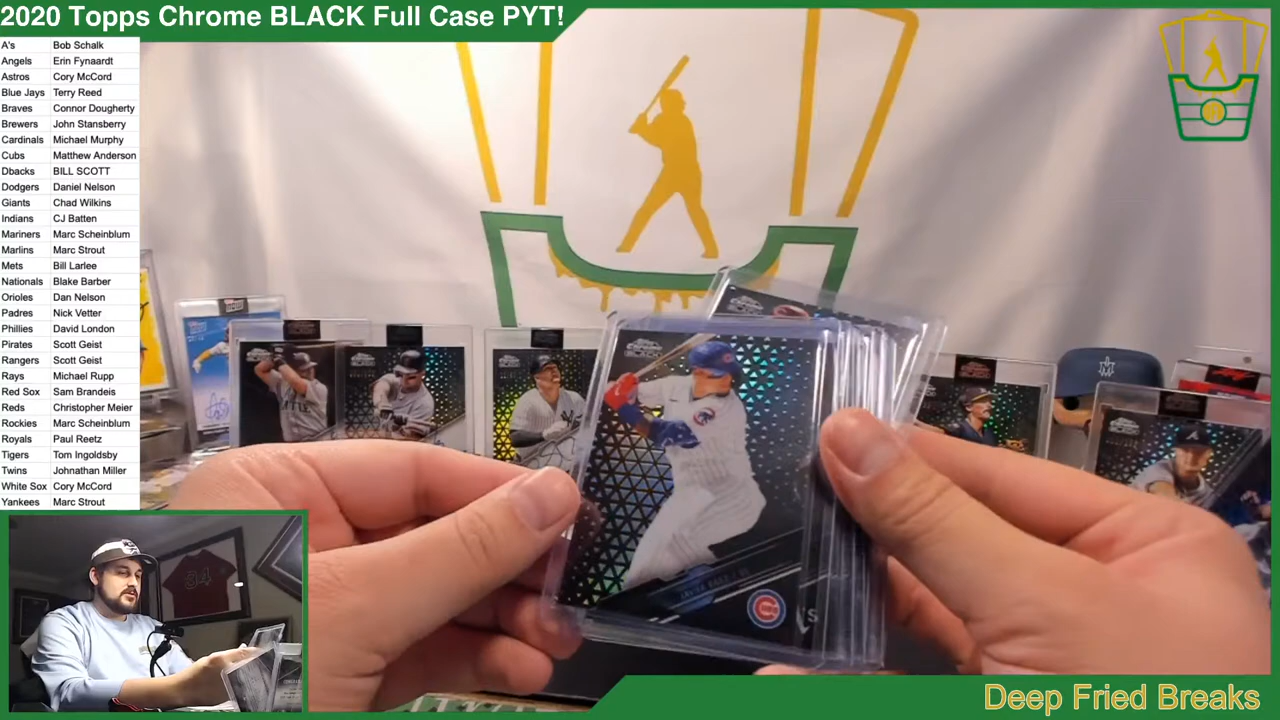 2020 Topps Chrome BLACK Full Case PYT!
A's Bob Schalk
Angels Erin Fynaardt
Astros Cory McCord
Blue Jays Terry Reed
Braves Connor Dougherty
Brewers John Stansberry
Cardinals Michael Murphy
Cubs Matthew Anderson
Dbacks BILL SCOTT
Dodgers Daniel Nelson
Giants Chad Wilkins
Indians CJ Batten
Mariners Marc Scheinblum
Marlins Marc Strout
Mets Bill Larlee
Nationals Blake Barber
Orioles Dan Nelson
Padres Nick Vetter
Phillies David London
Pirates Scott Geist
Rangers Scott Geist
Rays Michael Rupp
Red Sox Sam Brandeis
Reds Christopher Meier
Rockies Marc Scheinblum
Royals Paul Reetz
Tigers Tom Ingoldsby
Twins Johnathan Miller
White Sox Cory McCord
Yankees Marc Strout
BLACK
34
Deep Fried Breaks